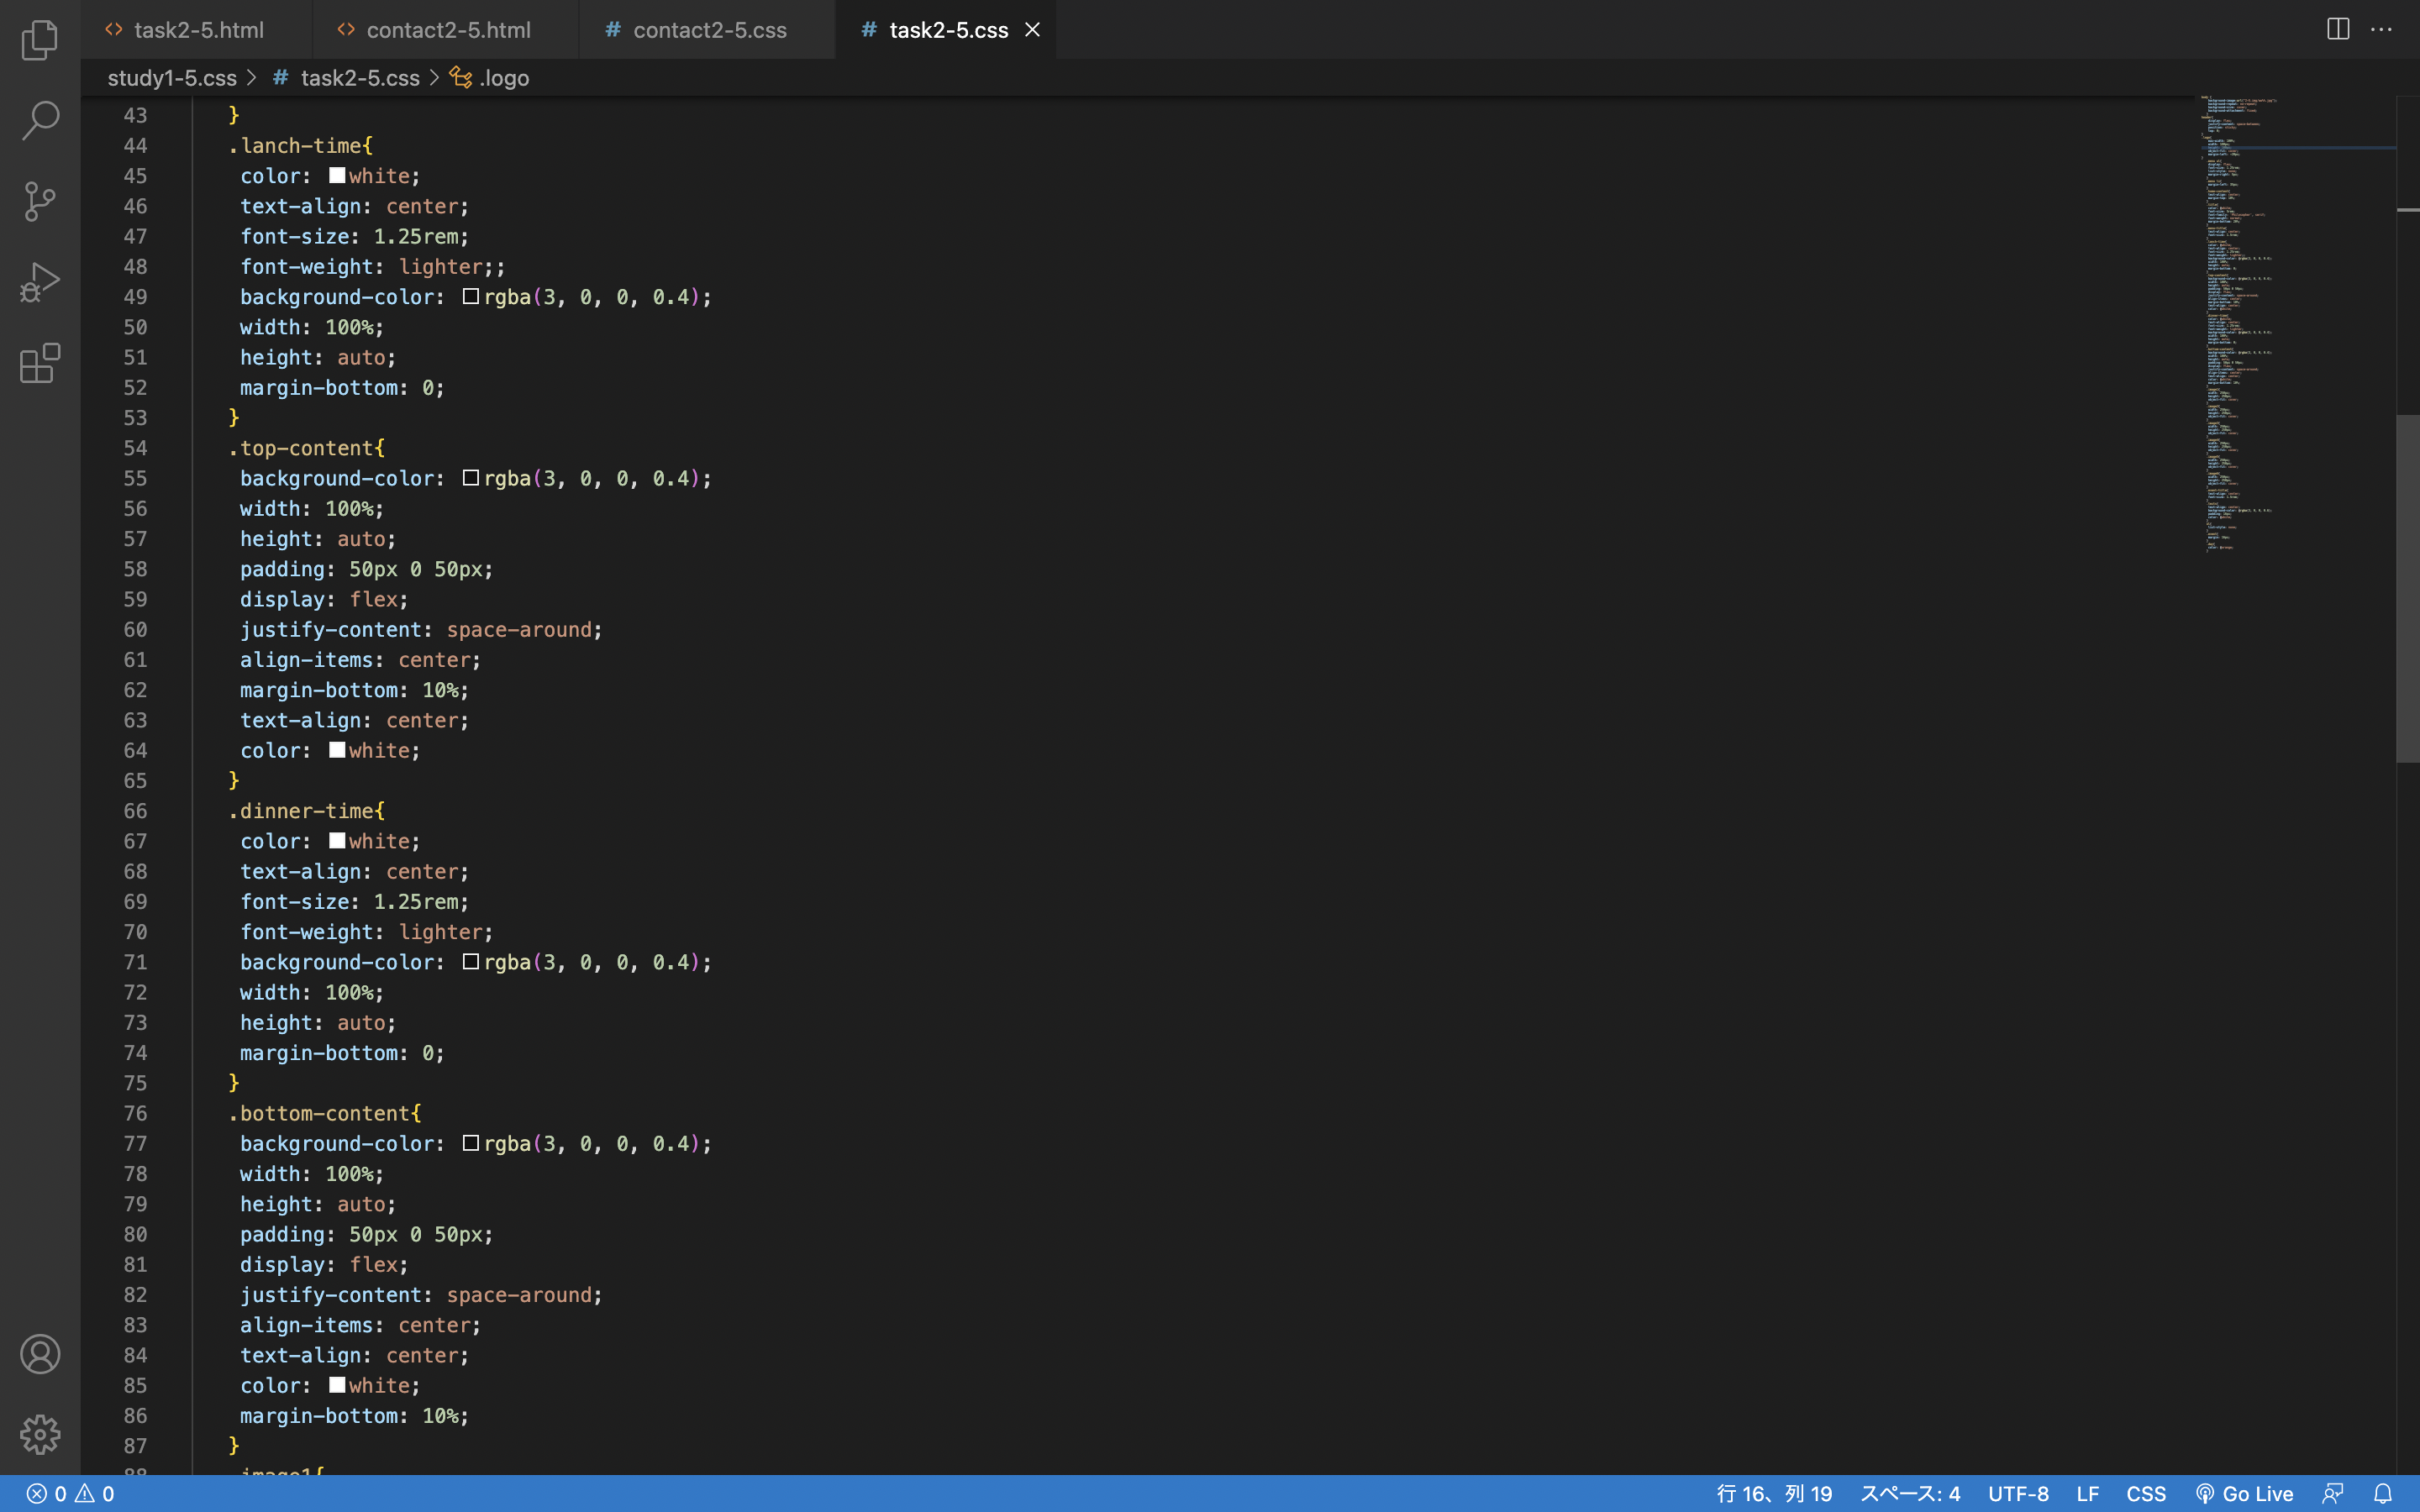 task2-5.html contact2-5.html # contact2-5.css # task2-5.css
study1-5.css > # task2-5.css > .logo
43 }
44 .lanch-time{
45 color: white;
46 text-align: center;
47 font-size: 1.25rem;
48 font-weight: lighter;;
49 background-color: rgba(3, 0, 0, 0.4);
50 width: 100%;
51 height: auto;
52 margin-bottom: 0;
53 }
54 .top-content{
55 background-color: rgba(3, 0, 0, 0.4);
56 width: 100%;
57 height: auto;
58 padding: 50px 0 50px;
59 display: flex;
60 justify-content: space-around;
61 align-items: center;
62 margin-bottom: 10%;
63 text-align: center;
64 color: white;
65 }
66 .dinner-time{
67 color: white;
68 text-align: center;
69 font-size: 1.25rem;
70 font-weight: lighter;
71 background-color: rgba(3, 0, 0, 0.4);
72 width: 100%;
73 height: auto;
74 margin-bottom: 0;
75 }
76 .bottom-content{
77 background-color: rgba(3, 0, 0, 0.4);
78 width: 100%;
79 height: auto;
80 padding: 50px 0 50px;
81 display: flex;
82 justify-content: space-around;
83 align-items: center;
84 text-align: center;
85 color: white;
86 margin-bottom: 10%;
87 }
88 .image1{
0 0 行 16、列 19 スペース: 4 UTF-8 LF CSS Go Live